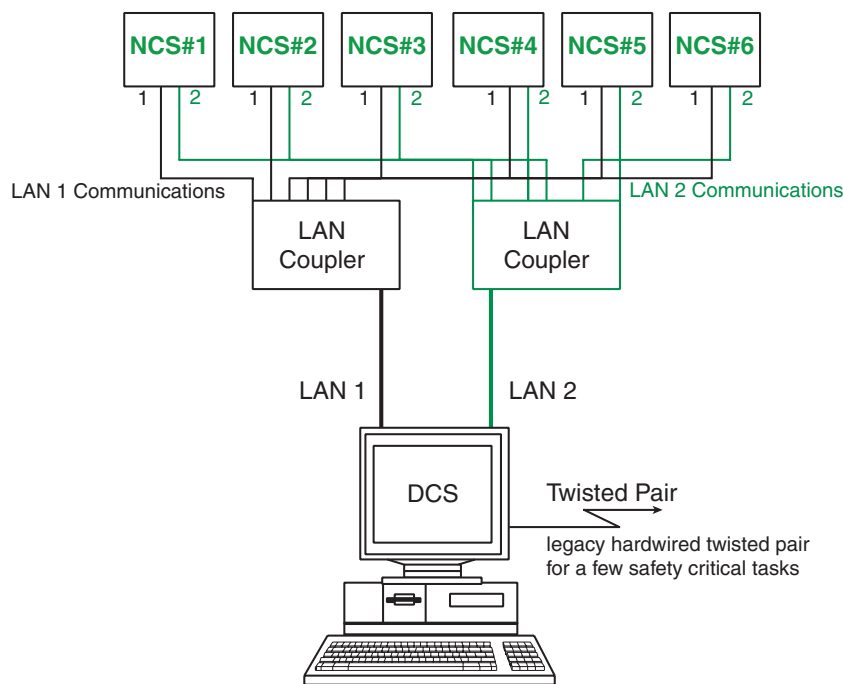 NCS#1 NCS#2 NCS#3 NCS#4 NCS#5 NCS#6
1 2 1 2 1 2 1 2 1 2 1 2
LAN 1 Communications
LAN 2 Communications
LAN
Coupler
LAN
Coupler
LAN 1
LAN 2
DCS
Twisted Pair
legacy hardwired twisted pair
for a few safety critical tasks